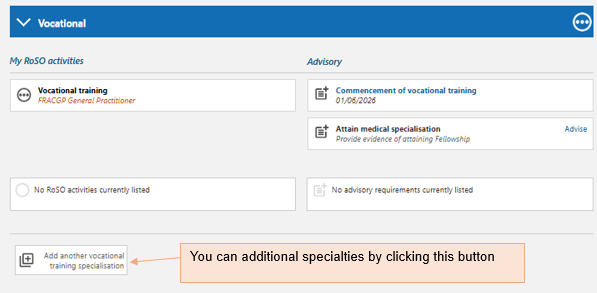 Vocational
My RoSO activities
Advisory
Vocational training
FRACGP General Practitioner
Commencement of vocational training
01/06/2026
Attain medical specialisation
Advise
Provide evidence of attaining Fellowship
No RoSO activities currently listed
No advisory requirements currently listed
Add another vocational
training specialisation
You can additional specialties by clicking this button